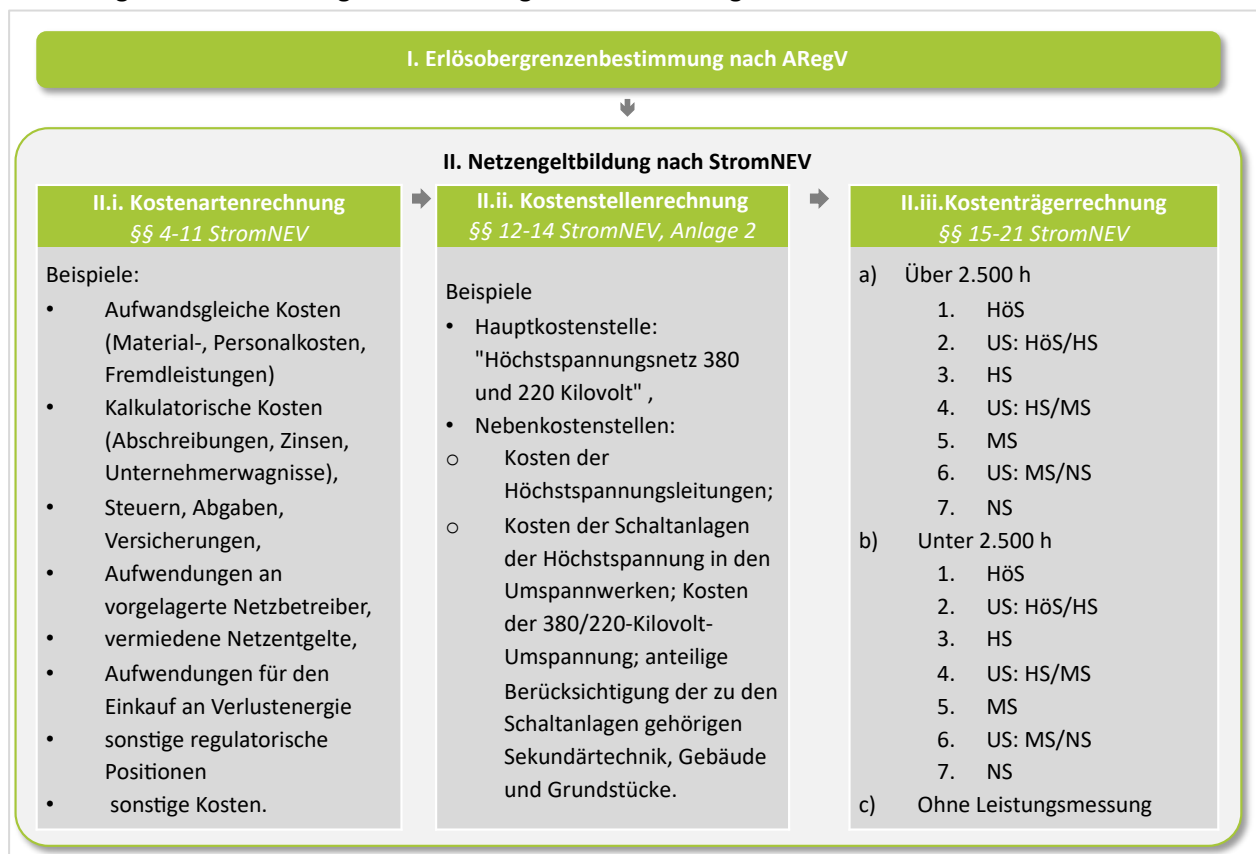 I. Erlösobergrenzenbestimmung nach ARegV
II. Netzengeltbildung nach StromNEV
II.i. Kostenartenrechnung
§§ 4-11 StromNEV
Beispiele:
• Aufwandsgleiche Kosten
(Material-, Personalkosten,
Fremdleistungen)
• Kalkulatorische Kosten
(Abschreibungen, Zinsen,
Unternehmerwagnisse),
• Steuern, Abgaben,
Versicherungen,
• Aufwendungen an
vorgelagerte Netzbetreiber,
• vermiedene Netzentgelte,
• Aufwendungen für den
Einkauf an Verlustenergie
• sonstige regulatorische
Positionen
• sonstige Kosten.
II.ii. Kostenstellenrechnung
§§ 12-14 StromNEV, Anlage 2
Beispiele
• Hauptkostenstelle:
"Höchstspannungsnetz 380
und 220 Kilovolt" ,
• Nebenkostenstellen:
o Kosten der
Höchstspannungsleitungen;
o Kosten der Schaltanlagen
der Höchstspannung in den
Umspannwerken; Kosten
der 380/220-Kilovolt-
Umspannung; anteilige
Berücksichtigung der zu den
Schaltanlagen gehörigen
Sekundärtechnik, Gebäude
und Grundstücke.
II.iii.Kostenträgerrechnung
§§ 15-21 StromNEV
a) Über 2.500 h
1. HöS
2. US: HöS/HS
3. HS
4. US: HS/MS
5. MS
6. US: MS/NS
7. NS
b) Unter 2.500 h
1. HöS
2. US: HöS/HS
3. HS
4. US: HS/MS
5. MS
6. US: MS/NS
7. NS
c) Ohne Leistungsmessung